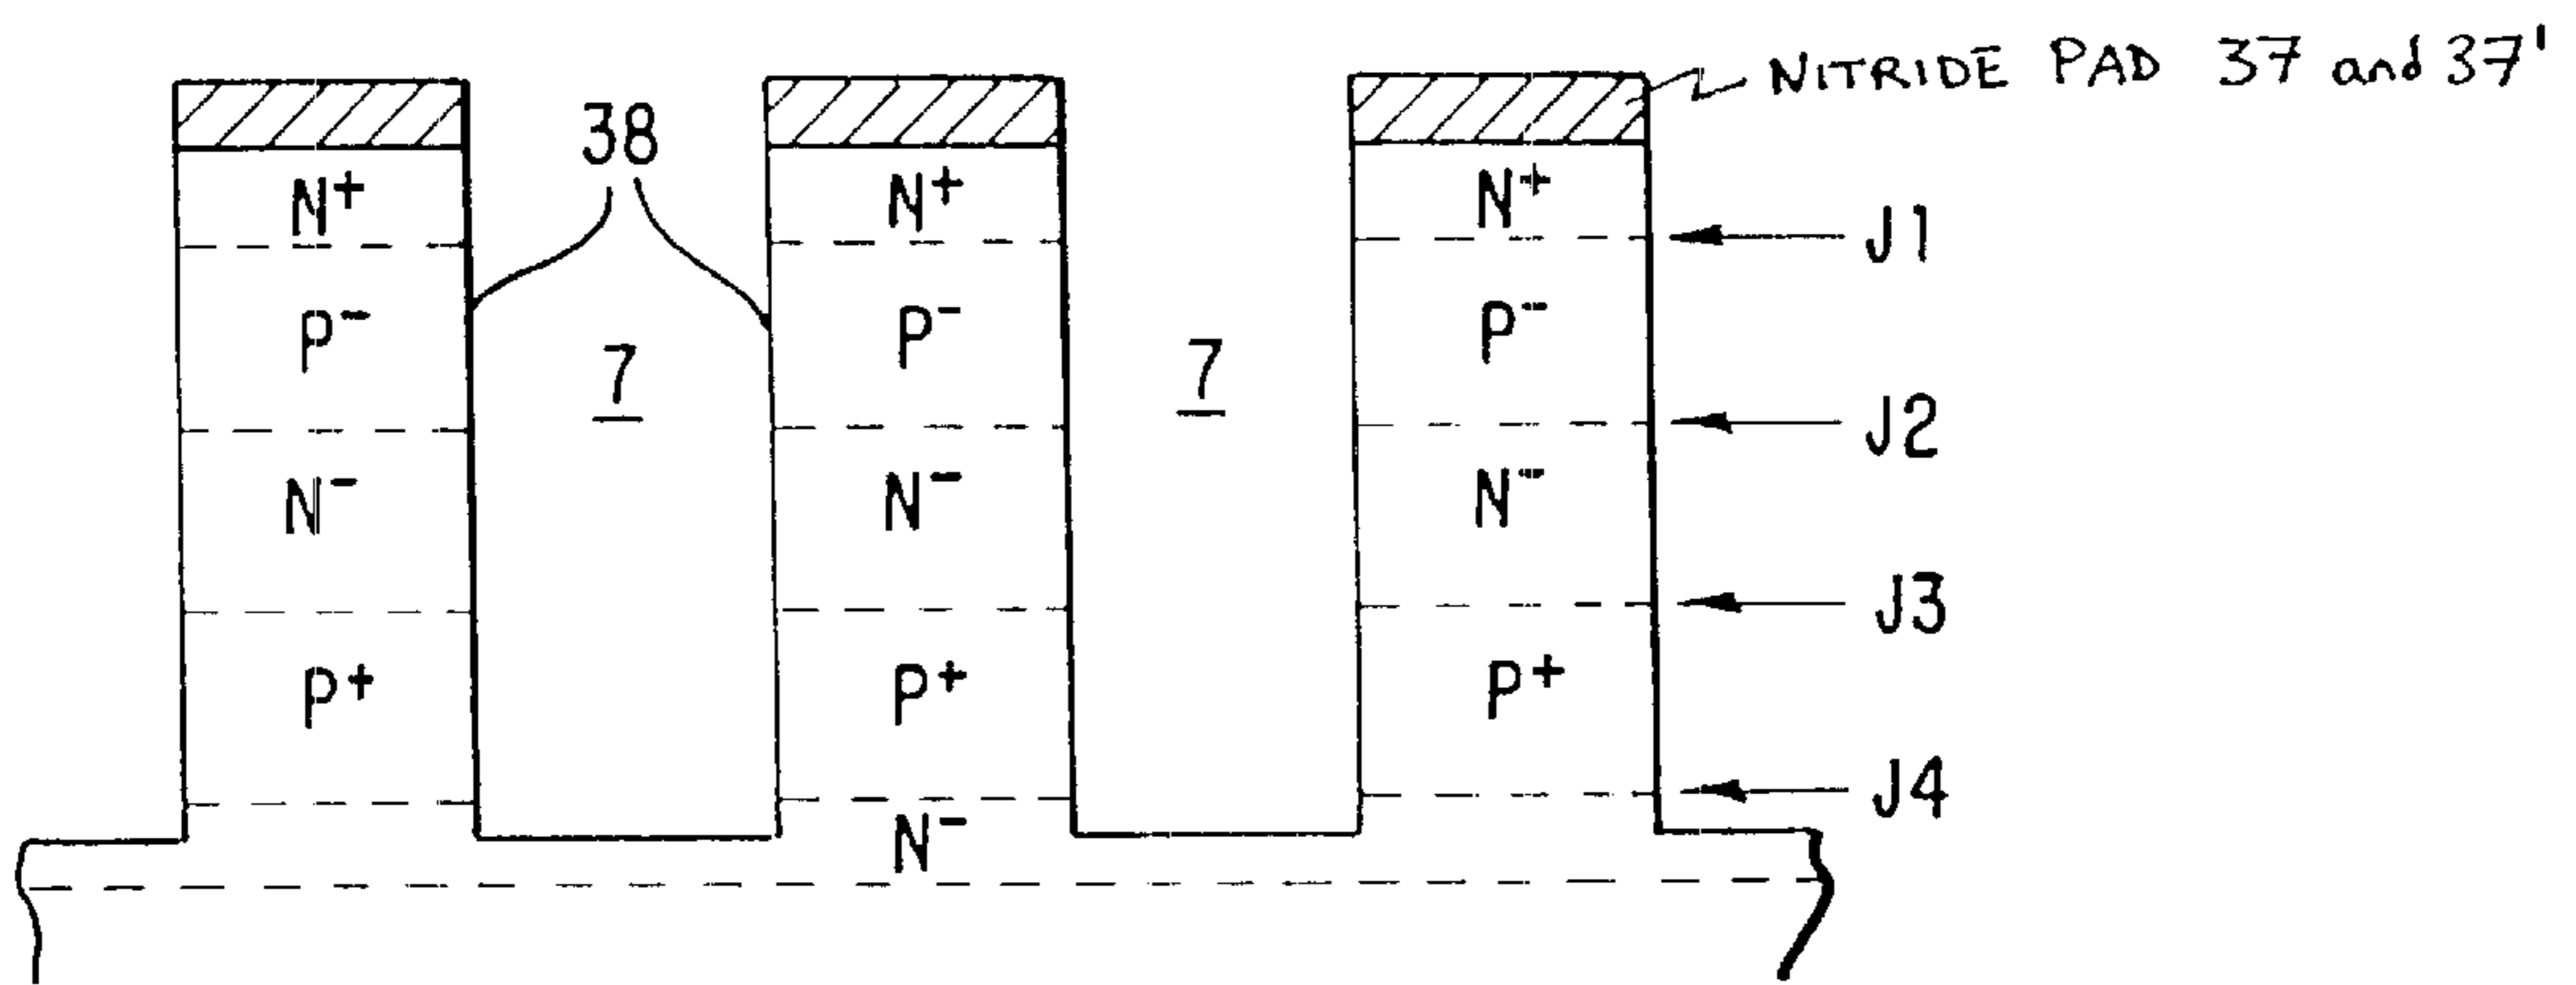 NITRIDE PAD 37 and 37'
38
N+ N+ N+
J1
P- P- P-
7 7
J2
N- N- N-
J3
P+ P+ P+
J4
N-